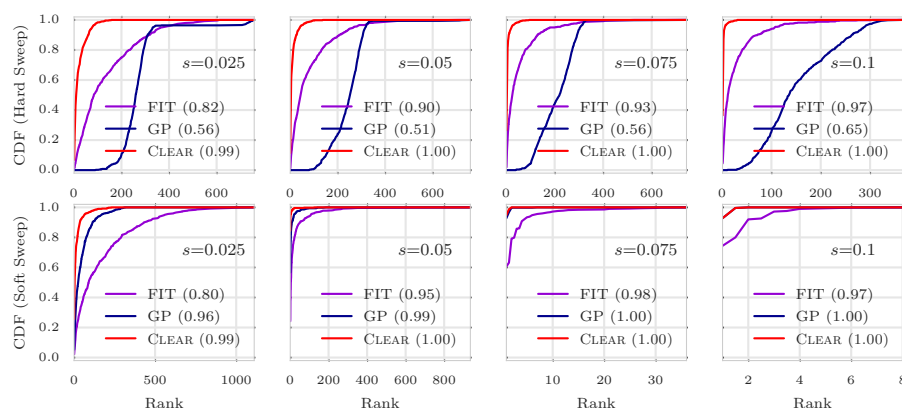 CDF (Hard Sweep)
1.0
0.8
0.6
0.4
0.2
0.0
s=0.025
FIT (0.82)
GP (0.56)
CLEAR (0.99)
0 200 400 600
s=0.05
FIT (0.90)
GP (0.51)
CLEAR (1.00)
0 200 400 600
s=0.075
FIT (0.93)
GP (0.56)
CLEAR (1.00)
0 200 400 600
s=0.1
FIT (0.97)
GP (0.65)
CLEAR (1.00)
0 100 200 300
CDF (Soft Sweep)
1.0
0.8
0.6
0.4
0.2
0.0
s=0.025
FIT (0.80)
GP (0.96)
CLEAR (0.99)
0 500 1000
Rank
s=0.05
FIT (0.95)
GP (0.99)
CLEAR (1.00)
0 200 400 600 800
Rank
s=0.075
FIT (0.98)
GP (1.00)
CLEAR (1.00)
10 20 30
Rank
s=0.1
FIT (0.97)
GP (1.00)
CLEAR (1.00)
2 4 6 8
Rank